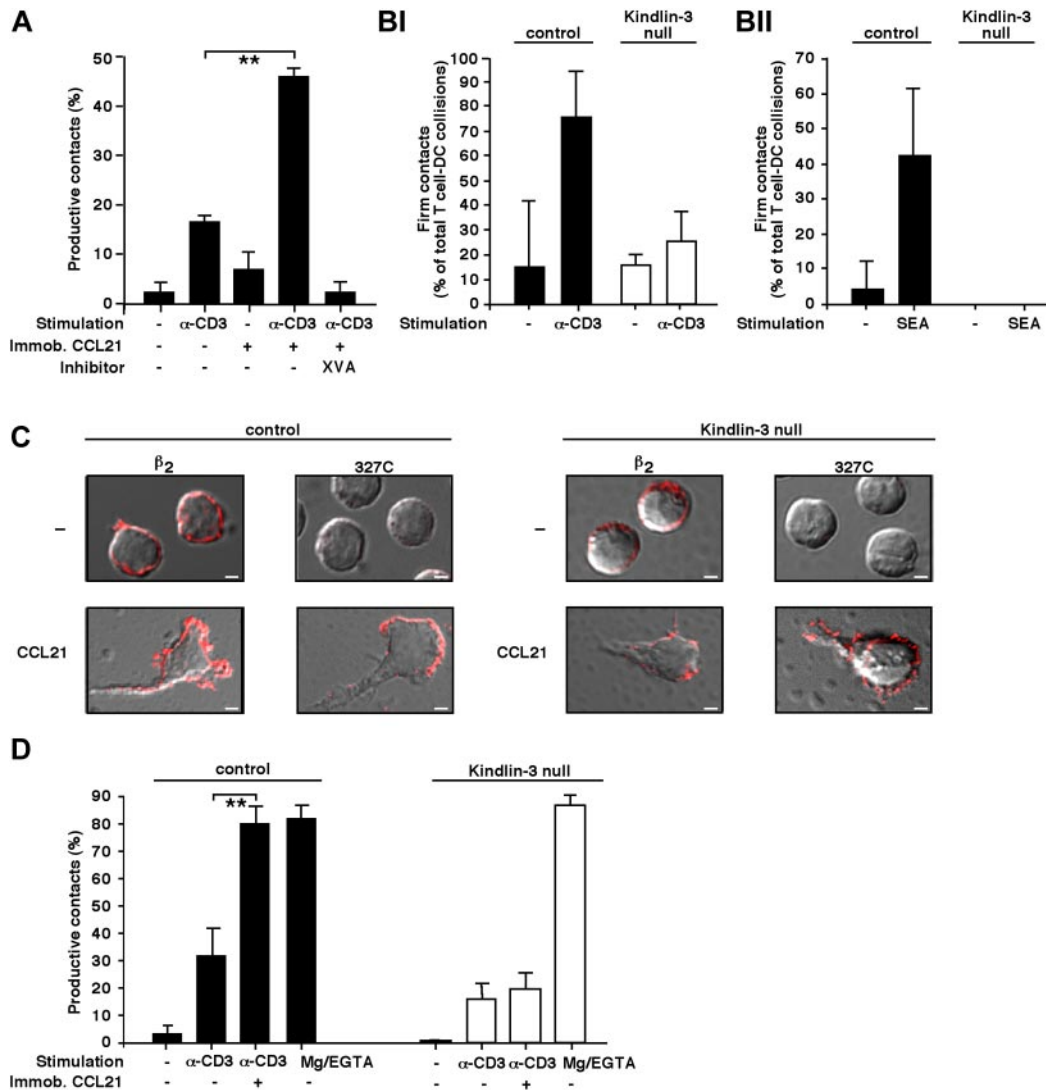 A
Productive contacts (%)
50
40
30
20
10
0
**
Stimulation - α-CD3 - α-CD3 α-CD3
Immob. CCL21 - - + + +
Inhibitor - - - - XVA
BI
control
Kindlin-3
null
Firm contacts
(% of total T cell-DC collisions)
100
90
80
70
60
50
40
30
20
10
0
Stimulation - α-CD3 - α-CD3
BII
control
Kindlin-3
null
Firm contacts
(% of total T cell-DC collisions)
70
60
50
40
30
20
10
0
Stimulation - SEA - SEA
C
control
β2 327C
Kindlin-3 null
β2 327C
–
–
CCL21
CCL21
D
control
Kindlin-3 null
Productive contacts (%)
90
80
70
60
50
40
30
20
10
0
**
Stimulation - α-CD3 α-CD3 Mg/EGTA - α-CD3 α-CD3 Mg/EGTA
Immob. CCL21 - - + - - - + -